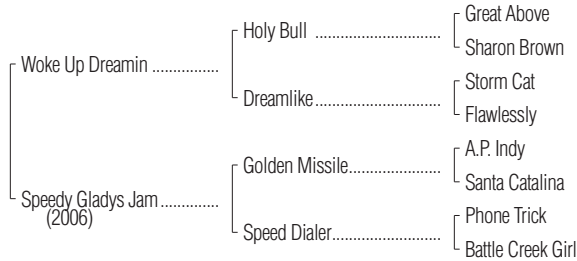 Great Above
Holy Bull ........................
Sharon Brown
Woke Up Dreamin ...............
Storm Cat
Dreamlike........................
Flawlessly
A.P. Indy
Golden Missile.................
Santa Catalina
Speedy Gladys Jam .............
(2006)
Phone Trick
Speed Dialer....................
Battle Creek Girl